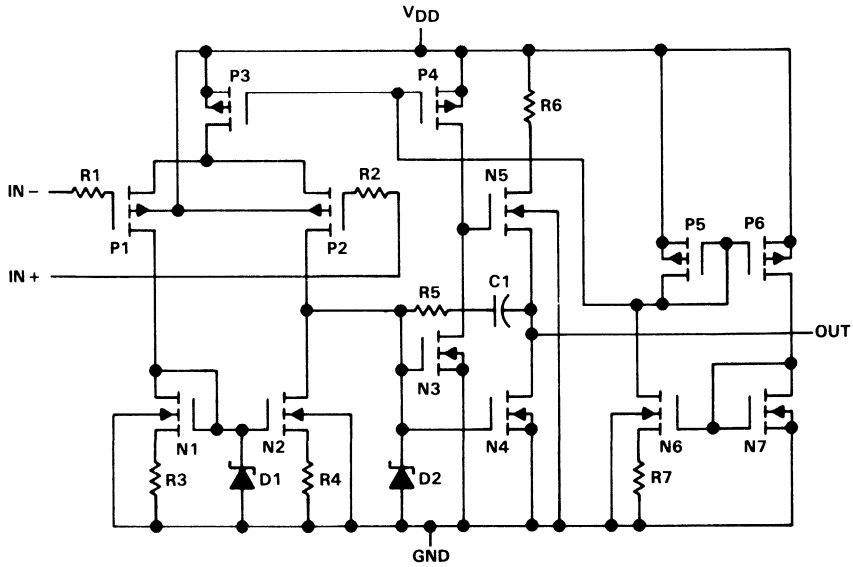 VDD
P3
P4
R6
R1
R2
N5
IN −
P5
P6
P1
P2
IN +
R5
C1
OUT
N3
N1
N2
N4
N6
N7
R3
D1
R4
D2
R7
GND